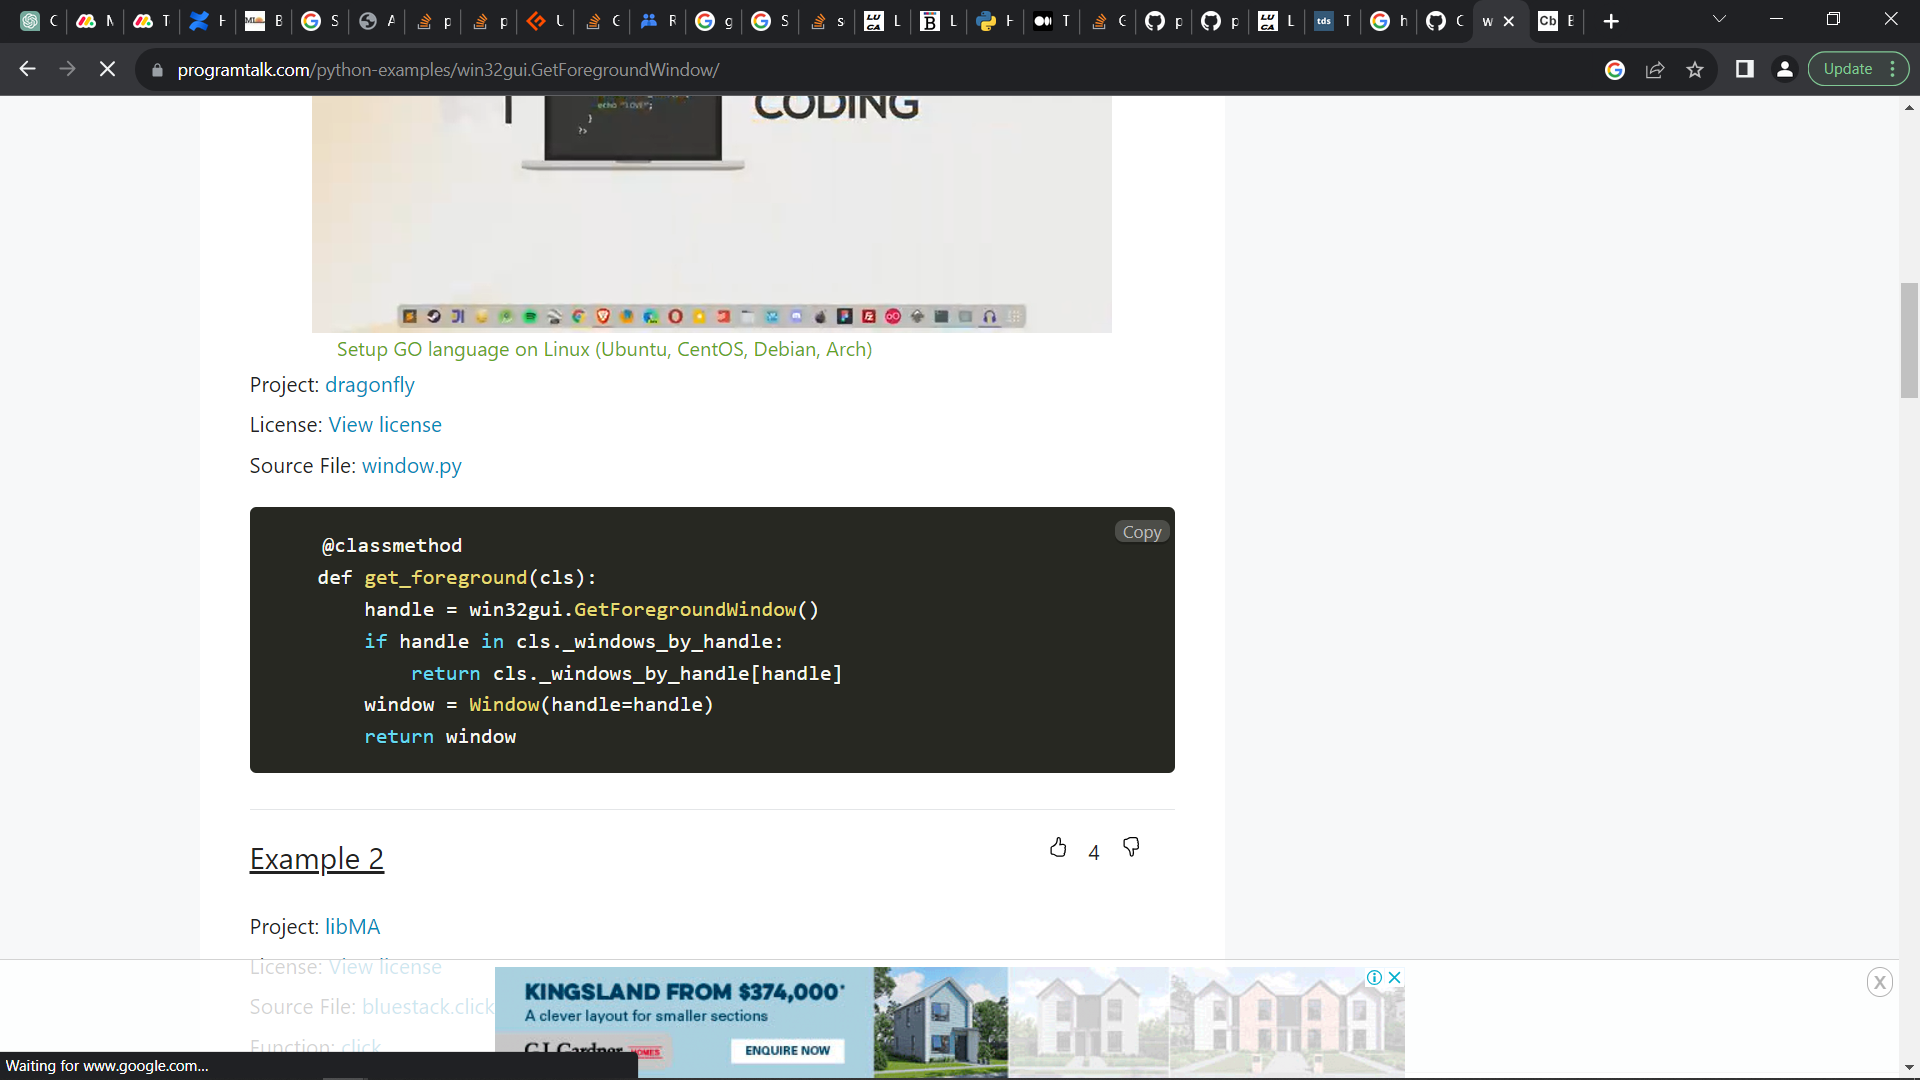 C
M
T
H
B
S
A
p
p
U
C
R
g
S
s
L
L
H
T
C
p
p
L
tds T
h
C
w
Cb E
programtalk.com/python-examples/win32gui.GetForegroundWindow/
Update
echo "LOVE";
}
?>
CODING
Setup GO language on Linux (Ubuntu, CentOS, Debian, Arch)
Project: dragonfly
License: View license
Source File: window.py
Copy
@classmethod
def get_foreground(cls):
handle = win32gui.GetForegroundWindow()
if handle in cls._windows_by_handle:
return cls._windows_by_handle[handle]
window = Window(handle=handle)
return window
Example 2
4
Project: libMA
License: View license
Source File: bluestack.click
Function: click
KINGSLAND FROM $374,000*
A clever layout for smaller sections
G.J. Gardner HOMES
ENQUIRE NOW
X
Waiting for www.google.com...